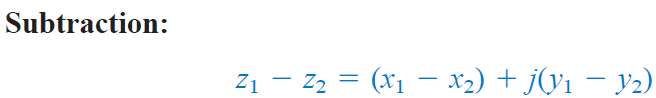 Subtraction:
z₁ − z₂ = (x₁ − x₂) + j(y₁ − y₂)